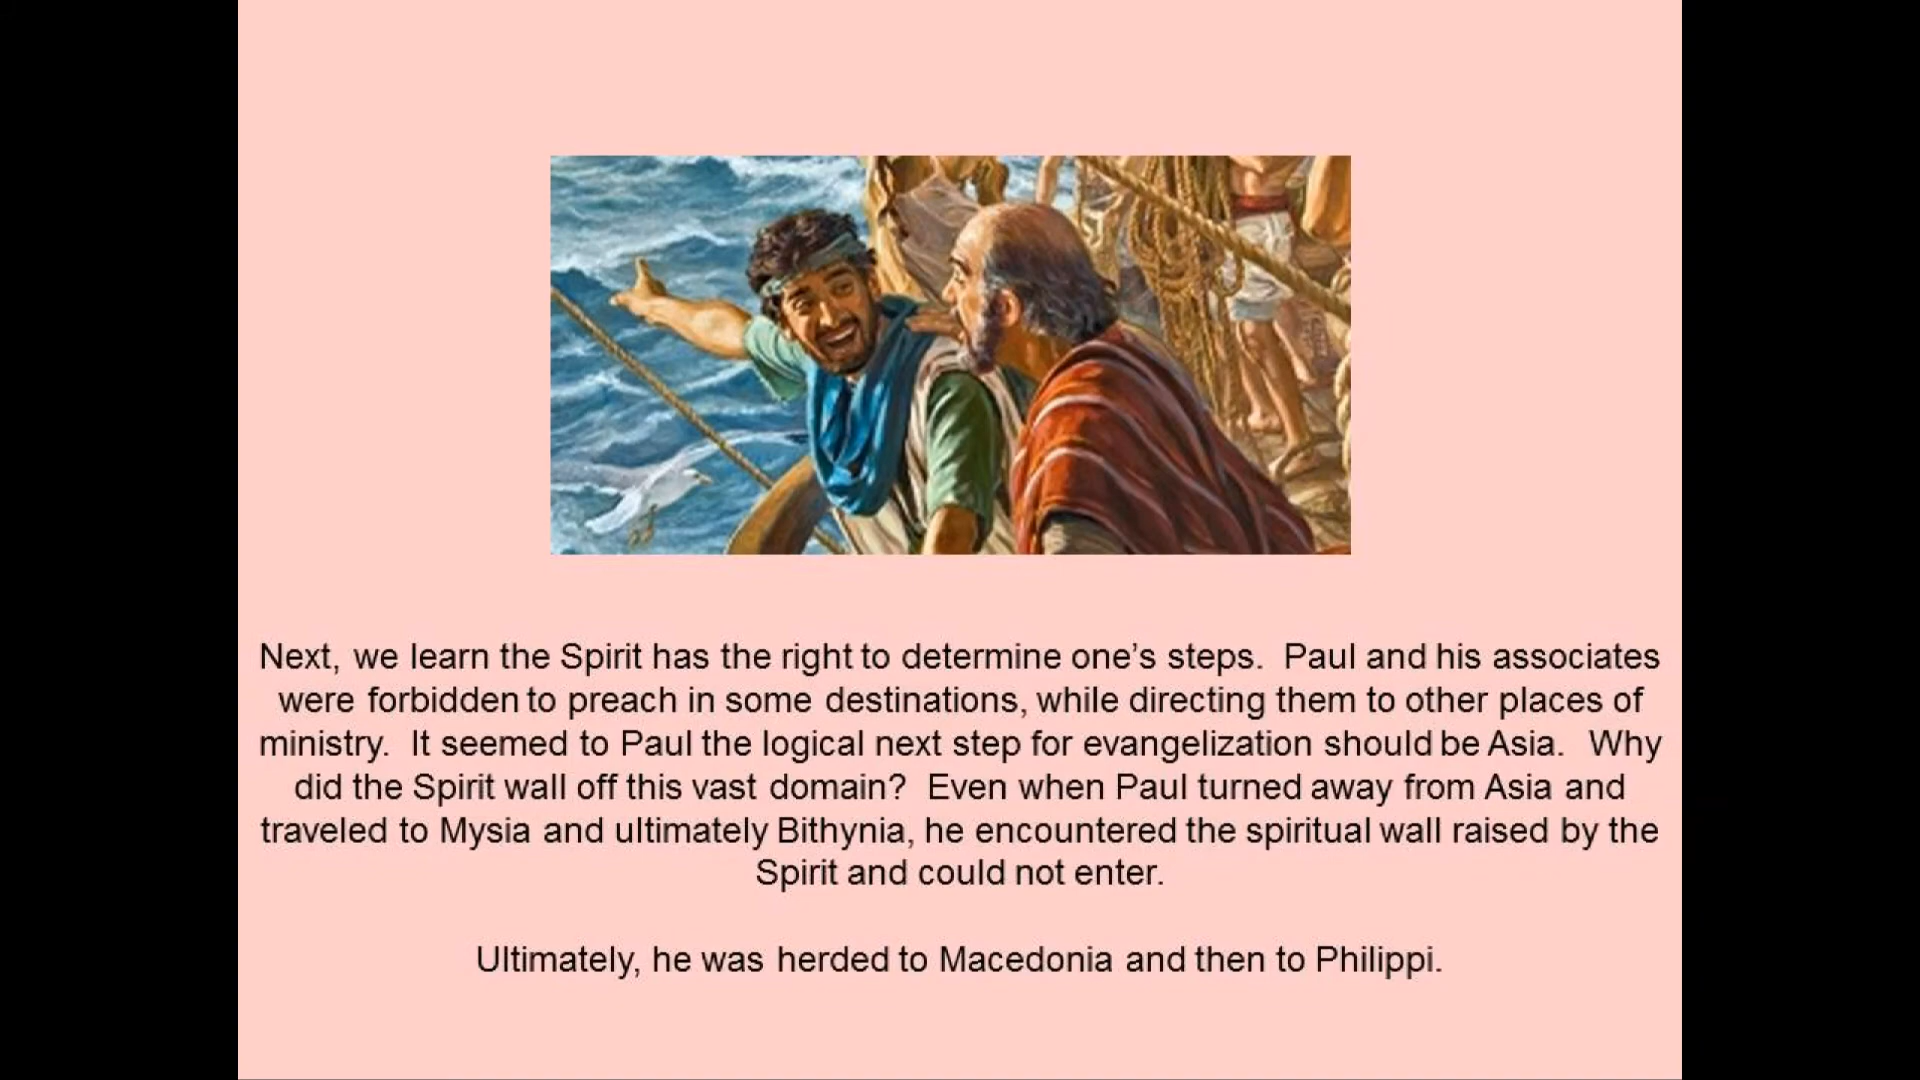 Next, we learn the Spirit has the right to determine one’s steps.  Paul and his associates
were forbidden to preach in some destinations, while directing them to other places of
ministry.  It seemed to Paul the logical next step for evangelization should be Asia.  Why
did the Spirit wall off this vast domain?  Even when Paul turned away from Asia and
traveled to Mysia and ultimately Bithynia, he encountered the spiritual wall raised by the
Spirit and could not enter.
Ultimately, he was herded to Macedonia and then to Philippi.